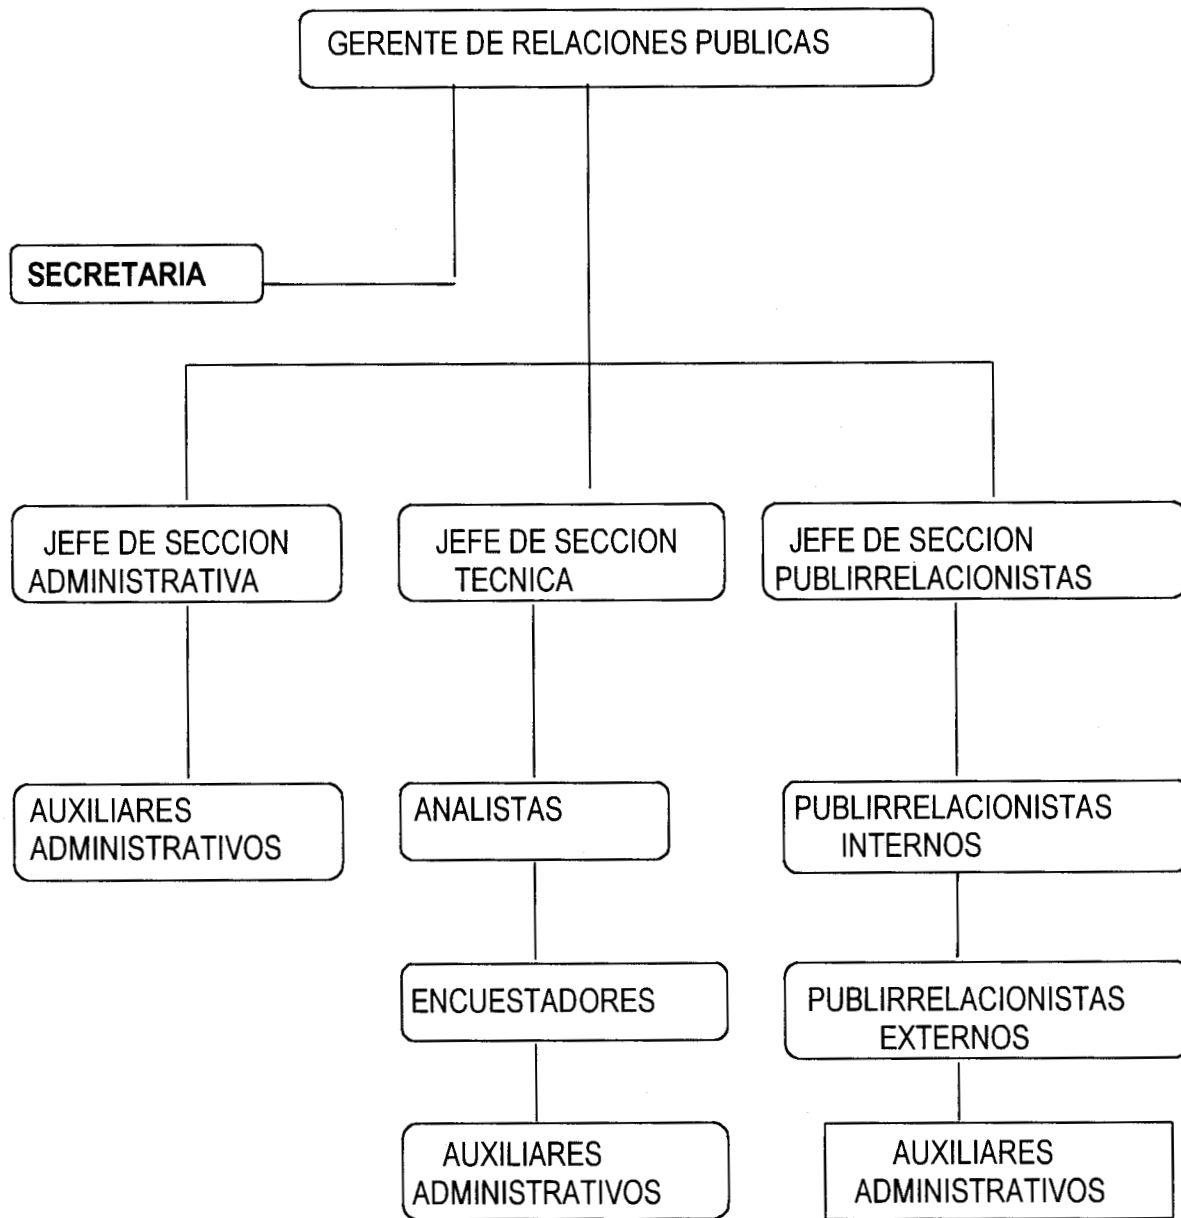 GERENTE DE RELACIONES PUBLICAS
SECRETARIA
JEFE DE SECCION
ADMINISTRATIVA
JEFE DE SECCION
TECNICA
JEFE DE SECCION
PUBLIRRELACIONISTAS
AUXILIARES
ADMINISTRATIVOS
ANALISTAS
PUBLIRRELACIONISTAS
INTERNOS
ENCUESTADORES
PUBLIRRELACIONISTAS
EXTERNOS
AUXILIARES
ADMINISTRATIVOS
AUXILIARES
ADMINISTRATIVOS